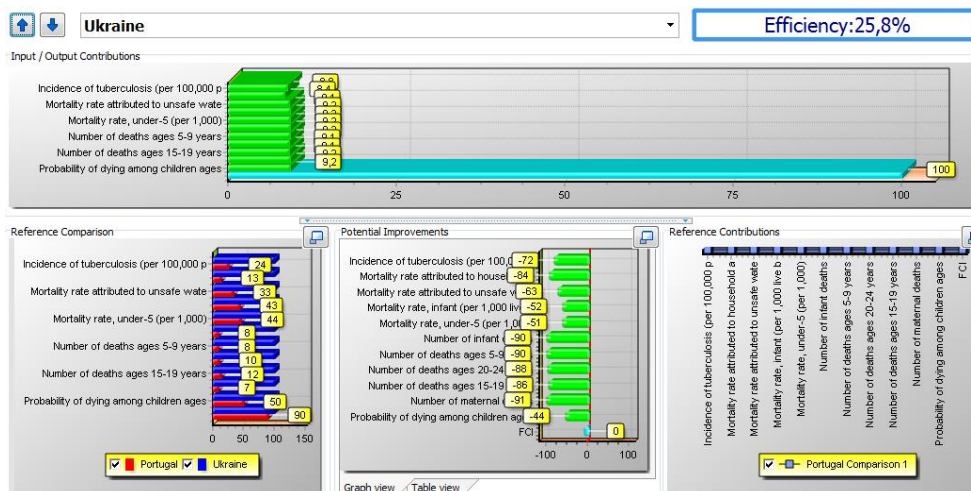 Ukraine
Efficiency:25,8%
Input / Output Contributions
Incidence of tuberculosis (per 100,000 p
Mortality rate attributed to unsafe wate
Mortality rate, under-5 (per 1,000)
Number of deaths ages 5-9 years
Number of deaths ages 15-19 years
Probability of dying among children ages
9,2
100
0 25 50 75 100
Reference Comparison
Incidence of tuberculosis (per 100,000 p
Mortality rate attributed to unsafe wate
Mortality rate, under-5 (per 1,000)
Number of deaths ages 5-9 years
Number of deaths ages 15-19 years
Probability of dying among children ages
24
13
33
43
44
8
8
10
12
7
50
90
0 50 100 150
Portugal Ukraine
Potential Improvements
Incidence of tuberculosis (per 100,
Mortality rate attributed to house
Mortality rate attributed to unsafe
Mortality rate, infant (per 1,000 liv
Mortality rate, under-5 (per 1,0
Number of infant
Number of deaths ages 5-9
Number of deaths ages 20-24
Number of deaths ages 15-19
Number of maternal
Probability of dying among children ag
FCI
-72
-84
-63
-52
-51
-90
-90
-88
-86
-91
-44
0
-100 0 100
Graph view Table view
Reference Contributions
Incidence of tuberculosis (per 100,000 p
Mortality rate attributed to household a
Mortality rate attributed to unsafe wate
Mortality rate, infant (per 1,000 live b
Mortality rate, under-5 (per 1,000)
Number of infant deaths
Number of deaths ages 5-9 years
Number of deaths ages 20-24 years
Number of deaths ages 15-19 years
Number of maternal deaths
Probability of dying among children ages
FCI
Portugal Comparison 1